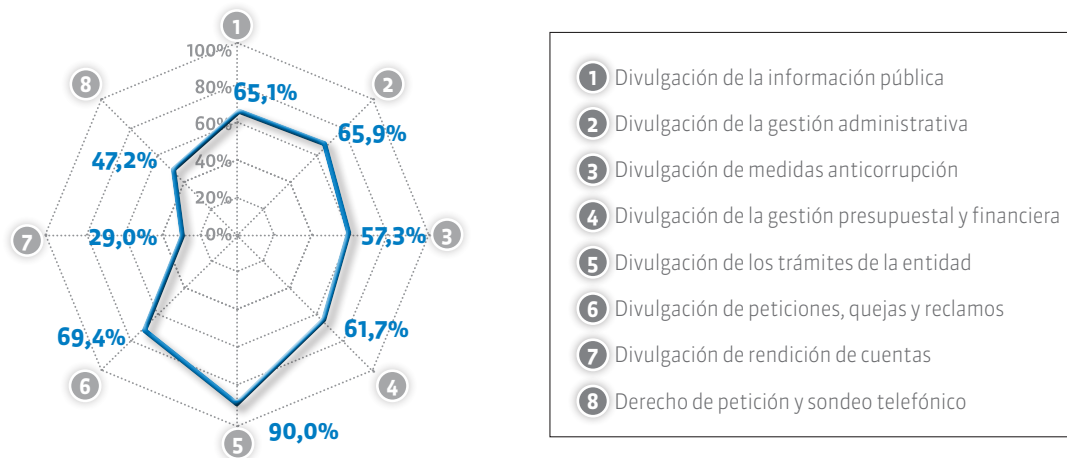 1
100%
8
2
80%
65,1%
60%
65,9%
47,2%
40%
20%
7
29,0%
0%
57,3%
3
69,4%
61,7%
6
4
90,0%
5
1 Divulgación de la información pública
2 Divulgación de la gestión administrativa
3 Divulgación de medidas anticorrupción
4 Divulgación de la gestión presupuestal y financiera
5 Divulgación de los trámites de la entidad
6 Divulgación de peticiones, quejas y reclamos
7 Divulgación de rendición de cuentas
8 Derecho de petición y sondeo telefónico